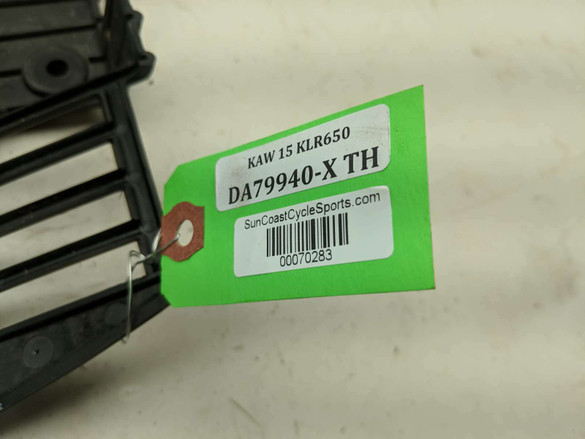 KAW 15 KLR650
DA79940-X TH
SunCoastCycleSports.com
00070283